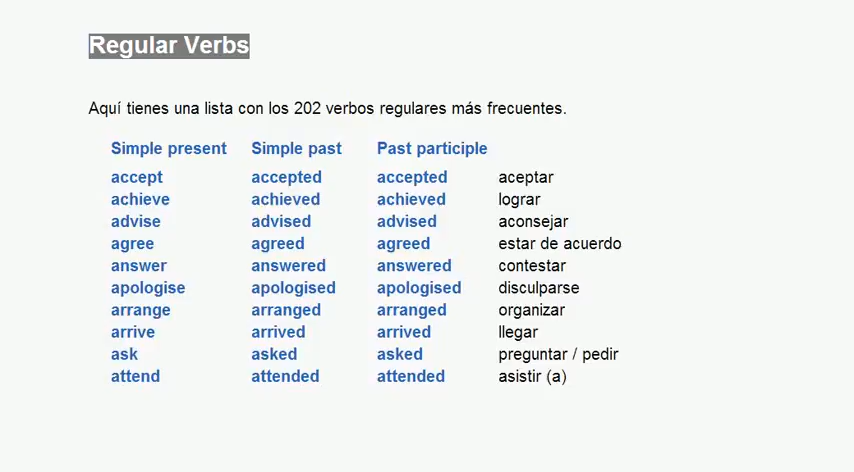 Regular Verbs
Aquí tienes una lista con los 202 verbos regulares más frecuentes.
Simple present Simple past Past participle
accept accepted accepted aceptar
achieve achieved achieved lograr
advise advised advised aconsejar
agree agreed agreed estar de acuerdo
answer answered answered contestar
apologise apologised apologised disculparse
arrange arranged arranged organizar
arrive arrived arrived llegar
ask asked asked preguntar / pedir
attend attended attended asistir (a)